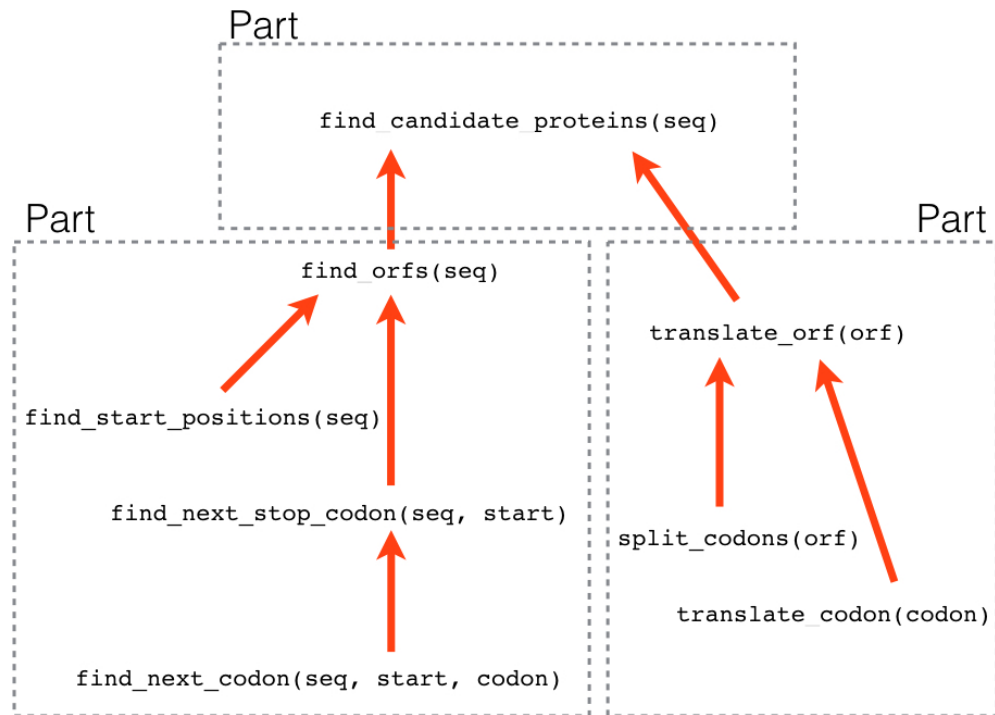 Part
find_candidate_proteins(seq)
Part
Part
find_orfs(seq)
translate_orf(orf)
find_start_positions(seq)
find_next_stop_codon(seq, start)
split_codons(orf)
translate_codon(codon)
find_next_codon(seq, start, codon)